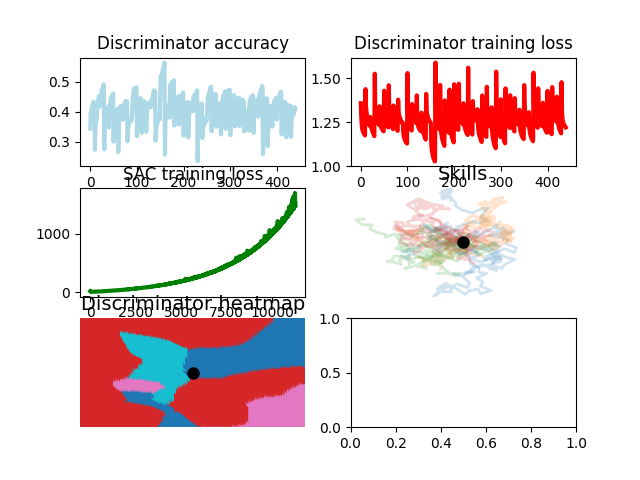 Discriminator accuracy
Discriminator training loss
0.5
0.4
0.3
0 100 200 300 400
1.50
1.25
1.00
0 100 200 300 400
SAC training loss
Skills
1000
0
0 2500 5000 7500 10000
Discriminator heatmap
1.0
0.5
0.0
0.0 0.2 0.4 0.6 0.8 1.0